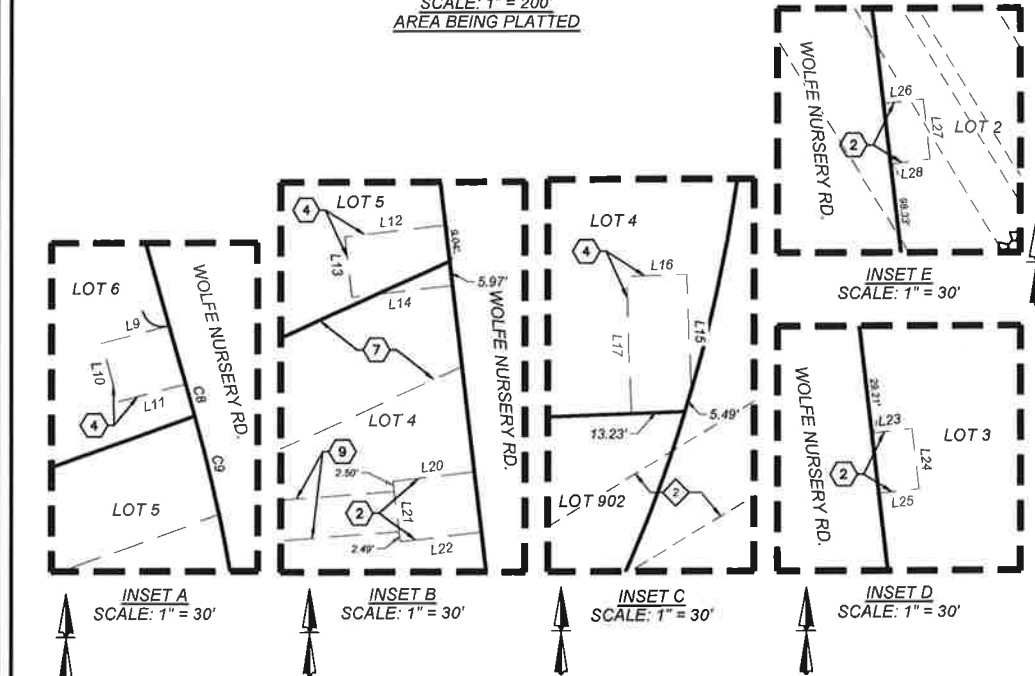 SCALE: 1" = 200'
AREA BEING PLATTED
LOT 6
L9
L10
L11
4
C8
C9
WOLFE NURSERY RD.
LOT 5
INSET A
SCALE: 1" = 30'
LOT 5
4
L12
L13
L14
9.04'
5.97'
7
WOLFE NURSERY RD.
LOT 4
9
2.50'
L20
2
L21
2.49'
L22
INSET B
SCALE: 1" = 30'
LOT 4
4
L16
L15
L17
5.49'
13.23'
LOT 902
2
INSET C
SCALE: 1" = 30'
WOLFE NURSERY RD.
L26
L27
LOT 2
2
L28
98.33'
INSET E
SCALE: 1" = 30'
29.21'
WOLFE NURSERY RD.
L23
LOT 3
L24
2
L25
INSET D
SCALE: 1" = 30'